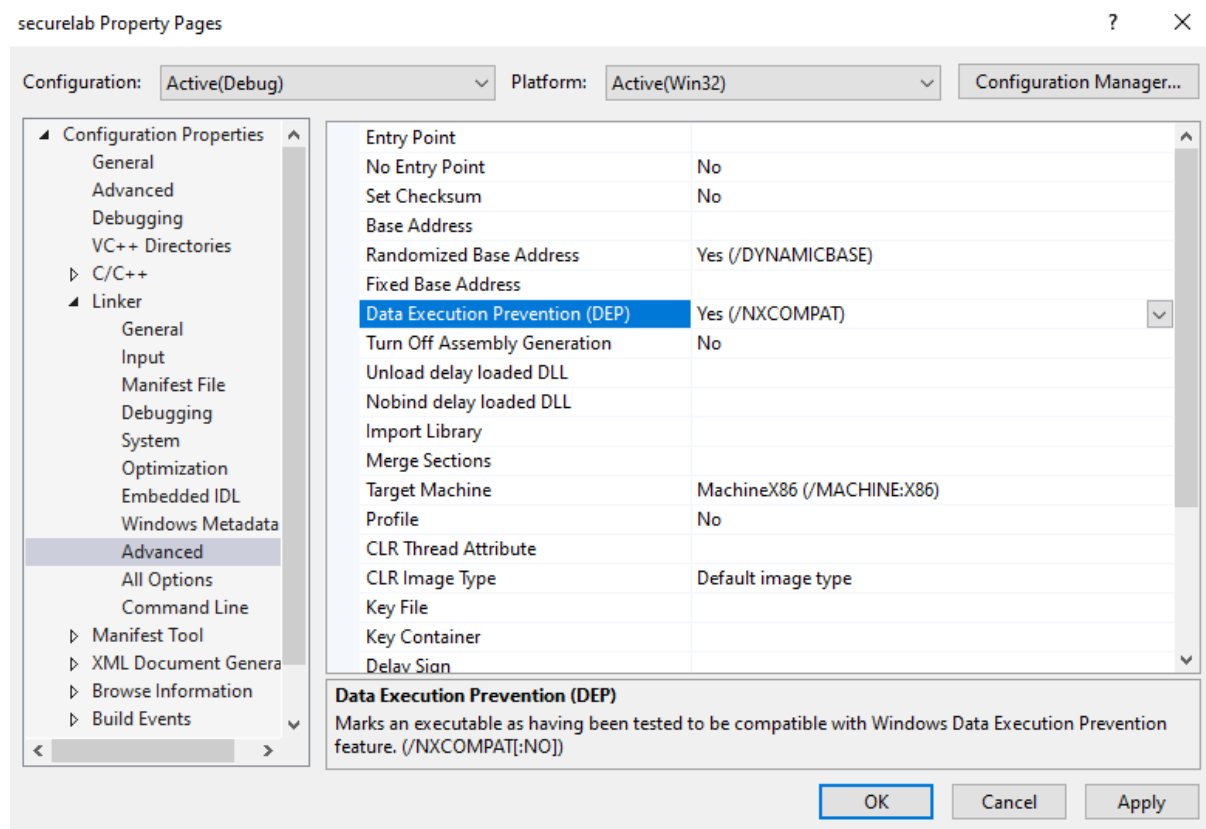 securelab Property Pages
?
Configuration: Active(Debug) Platform: Active(Win32) Configuration Manager...
Configuration Properties
General
Advanced
Debugging
VC++ Directories
C/C++
Linker
General
Input
Manifest File
Debugging
System
Optimization
Embedded IDL
Windows Metadata
Advanced
All Options
Command Line
Manifest Tool
XML Document Genera
Browse Information
Build Events
Entry Point
No Entry Point No
Set Checksum No
Base Address
Randomized Base Address Yes (/DYNAMICBASE)
Fixed Base Address
Data Execution Prevention (DEP) Yes (/NXCOMPAT)
Turn Off Assembly Generation No
Unload delay loaded DLL
Nobind delay loaded DLL
Import Library
Merge Sections
Target Machine MachineX86 (/MACHINE:X86)
Profile No
CLR Thread Attribute
CLR Image Type Default image type
Key File
Key Container
Delay Sign
Data Execution Prevention (DEP)
Marks an executable as having been tested to be compatible with Windows Data Execution Prevention
feature. (/NXCOMPAT[:NO])
OK Cancel Apply